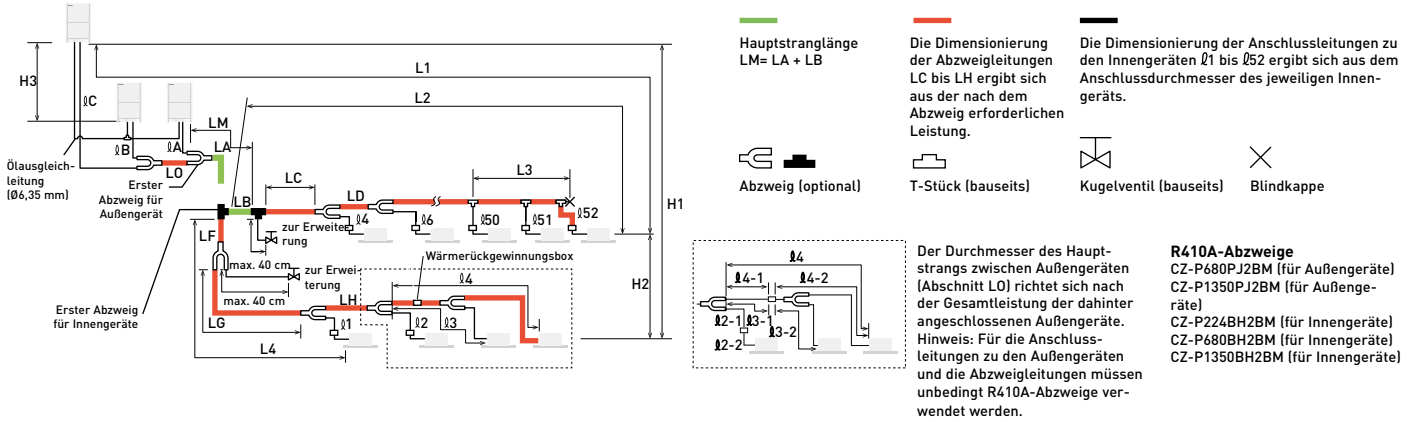 H3
ℓC
L1
L2
LM
ℓB
ℓA
LA
LO
Ölausgleich-
leitung
(Ø6,35 mm)
Erster
Abzweig für
Außengerät
LB
LC
LD
L3
ℓ4
ℓ6
ℓ50
ℓ51
ℓ52
H1
H2
LF
zur Erweite-
rung
max. 40 cm
zur Erwei-
terung
max. 40 cm
Wärmerückgewinnungsbox
Erster Abzweig
für Innengeräte
LG
LH
L4
ℓ1
ℓ2
ℓ3
ℓ4
Hauptstranglänge
LM= LA + LB
Die Dimensionierung
der Abzweigleitungen
LC bis LH ergibt sich
aus der nach dem
Abzweig erforderlichen
Leistung.
Die Dimensionierung der Anschlussleitungen zu
den Innengeräten ℓ1 bis ℓ52 ergibt sich aus dem
Anschlussdurchmesser des jeweiligen Innen-
geräts.
Abzweig (optional)
T-Stück (bauseits)
Kugelventil (bauseits)
Blindkappe
ℓ4
ℓ4-1
ℓ4-2
ℓ2-1
ℓ3-1
ℓ3-2
ℓ2-2
Der Durchmesser des Haupt-
strangs zwischen Außengeräten
(Abschnitt LO) richtet sich nach
der Gesamtleistung der dahinter
angeschlossenen Außengeräte.
Hinweis: Für die Anschluss-
leitungen zu den Außengeräten
und die Abzweigleitungen müssen
unbedingt R410A-Abzweige ver-
wendet werden.
R410A-Abzweige
CZ-P680PJ2BM (für Außengeräte)
CZ-P1350PJ2BM (für Außenge-
räte)
CZ-P224BH2BM (für Innengeräte)
CZ-P680BH2BM (für Innengeräte)
CZ-P1350BH2BM (für Innengeräte)